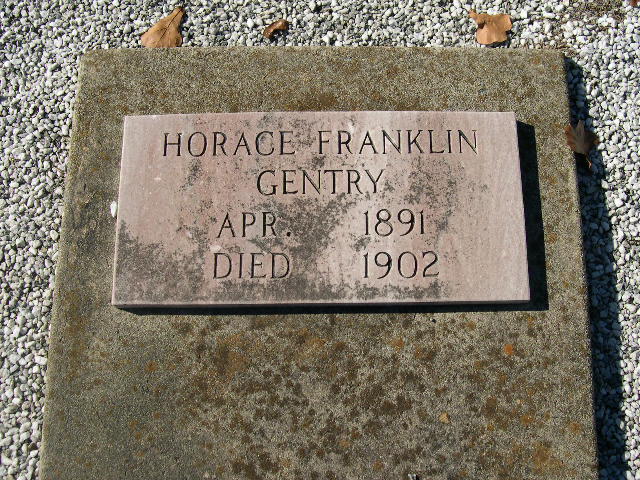 HORACE FRANKLIN
GENTRY
APR. 1891
DIED 1902